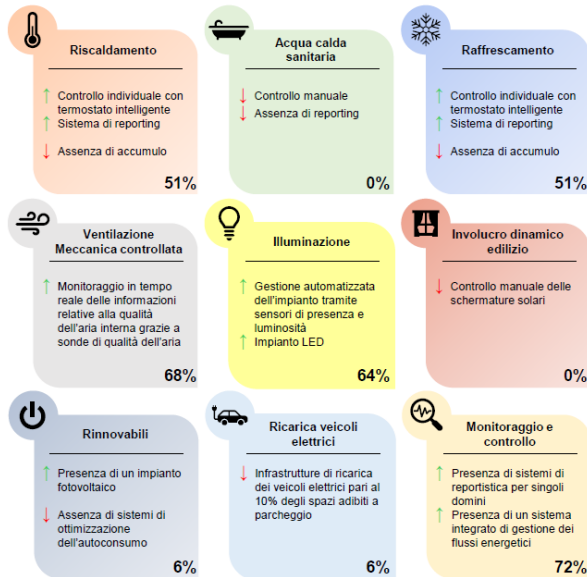 Riscaldamento
↑ Controllo individuale con
termostato intelligente
↑ Sistema di reporting
↓ Assenza di accumulo
51%
Acqua calda
sanitaria
↓ Controllo manuale
↓ Assenza di reporting
0%
Raffrescamento
↑ Controllo individuale con
termostato intelligente
↑ Sistema di reporting
↓ Assenza di accumulo
51%
Ventilazione
Meccanica controllata
↑ Monitoraggio in tempo
reale delle informazioni
relative alla qualità
dell'aria interna grazie a
sonde di qualità dell'aria
68%
Illuminazione
↑ Gestione automatizzata
dell'impianto tramite
sensori di presenza e
luminosità
↑ Impianto LED
64%
Involucro dinamico
edilizio
↓ Controllo manuale delle
schermature solari
0%
Rinnovabili
↑ Presenza di un impianto
fotovoltaico
↓ Assenza di sistemi di
ottimizzazione
dell'autoconsumo
6%
Ricarica veicoli
elettrici
↓ Infrastrutture di ricarica
dei veicoli elettrici pari al
10% degli spazi adibiti a
parcheggio
6%
Monitoraggio e
controllo
↑ Presenza di sistemi di
reportistica per singoli
domini
↑ Presenza di un sistema
integrato di gestione dei
flussi energetici
72%